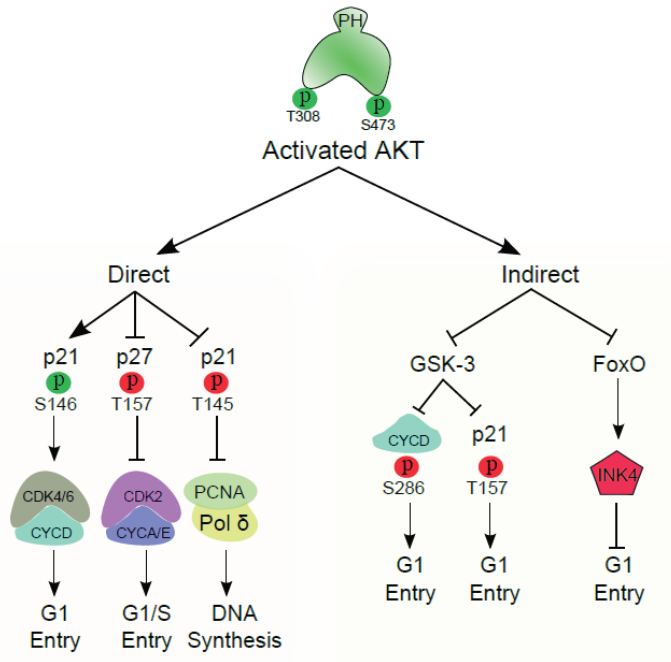 PH
p
p
T308
S473
Activated AKT
Direct
Indirect
p21
p27
p21
GSK-3
FoxO
p
p
p
S146
T157
T145
CYCD
p21
p
p
S286
T157
INK4
CDK4/6
CYCD
CDK2
CYCA/E
PCNA
Pol δ
G1
Entry
G1
Entry
G1
Entry
G1
Entry
G1/S
Entry
DNA
Synthesis